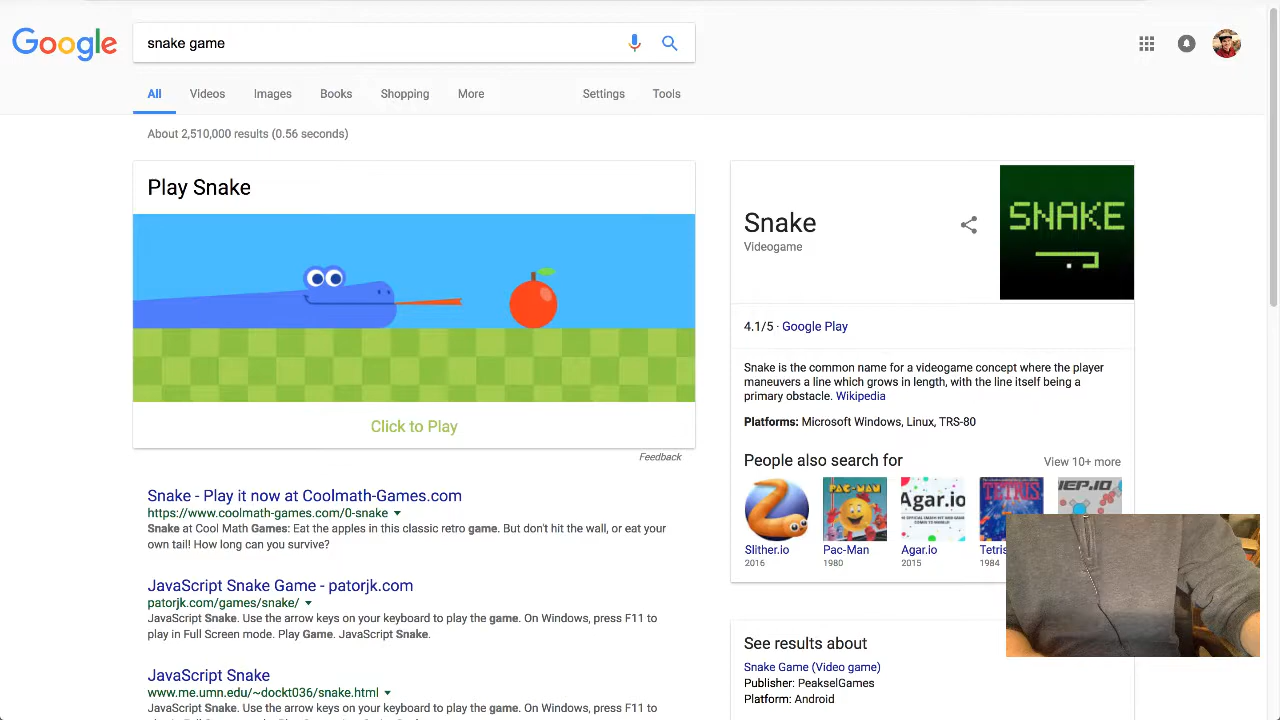 Google
snake game
All Videos Images Books Shopping More Settings Tools
About 2,510,000 results (0.56 seconds)
Play Snake
Click to Play
Feedback
Snake - Play it now at Coolmath-Games.com
https://www.coolmath-games.com/0-snake
Snake at Coolmath Games: Eat the apples in this classic retro game. But don't hit the wall, or eat your
own tail! How long can you survive?
JavaScript Snake Game - patorjk.com
patorjk.com/games/snake/
JavaScript Snake. Use the arrow keys on your keyboard to play the game. On Windows, press F11 to
play in Full Screen mode. Play Game. JavaScript Snake.
JavaScript Snake
www.me.umn.edu/~dockt036/snake.html
JavaScript Snake. Use the arrow keys on your keyboard to play the game. On Windows, press F11 to
Snake
Videogame
SNAKE
4.1/5 · Google Play
Snake is the common name for a videogame concept where the player
maneuvers a line which grows in length, with the line itself being a
primary obstacle. Wikipedia
Platforms: Microsoft Windows, Linux, TRS-80
People also search for
View 10+ more
PAC-MAN
Agar.io
TETRIS
Slither.io
2016
Pac-Man
1980
Agar.io
2015
Tetris
1984
See results about
Snake Game (Video game)
Publisher: PeakselGames
Platform: Android